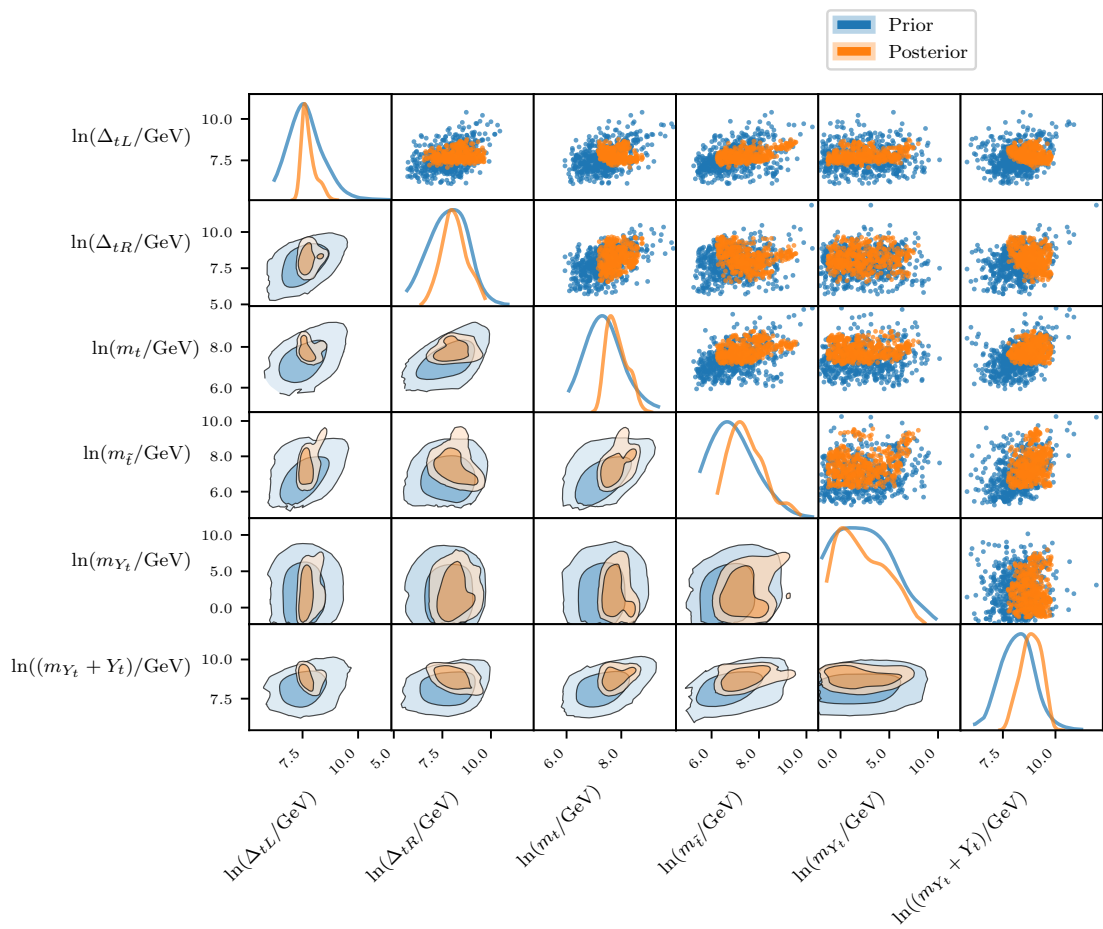 Prior
Posterior
ln(Δ_{tL}/GeV)
10.0
7.5
ln(Δ_{tR}/GeV)
10.0
7.5
5.0
ln(m_t/GeV)
8.0
6.0
ln(m_{t̃}/GeV)
10.0
8.0
6.0
ln(m_{Y_t}/GeV)
10.0
5.0
0.0
ln((m_{Y_t} + Y_t)/GeV)
10.0
7.5
7.5 10.0 5.0 7.5 10.0 6.0 8.0 6.0 8.0 10.0 0.0 5.0 10.0 7.5 10.0
ln(Δ_{tL}/GeV)
ln(Δ_{tR}/GeV)
ln(m_t/GeV)
ln(m_{t̃}/GeV)
ln(m_{Y_t}/GeV)
ln((m_{Y_t} + Y_t)/GeV)